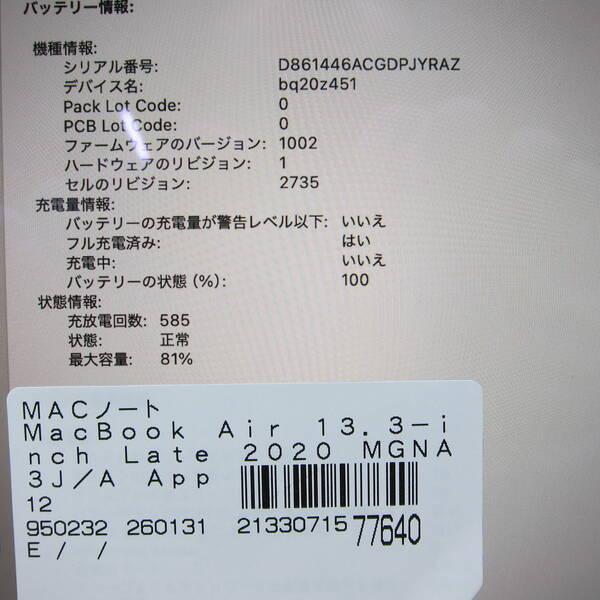 バッテリー情報:
機種情報:
シリアル番号: D861446ACGDPJYRAZ
デバイス名: bq20z451
Pack Lot Code: 0
PCB Lot Code: 0
ファームウェアのバージョン: 1002
ハードウェアのリビジョン: 1
セルのリビジョン: 2735
充電量情報:
バッテリーの充電量が警告レベル以下: いいえ
フル充電済み: はい
充電中: いいえ
バッテリーの状態 (%): 100
状態情報:
充放電回数: 585
状態: 正常
最大容量: 81%
MACノート
MacBook Air 13.3-i
nch Late 2020 MGNA
3J/A App
12
950232 260131 21330715 77640
E / /